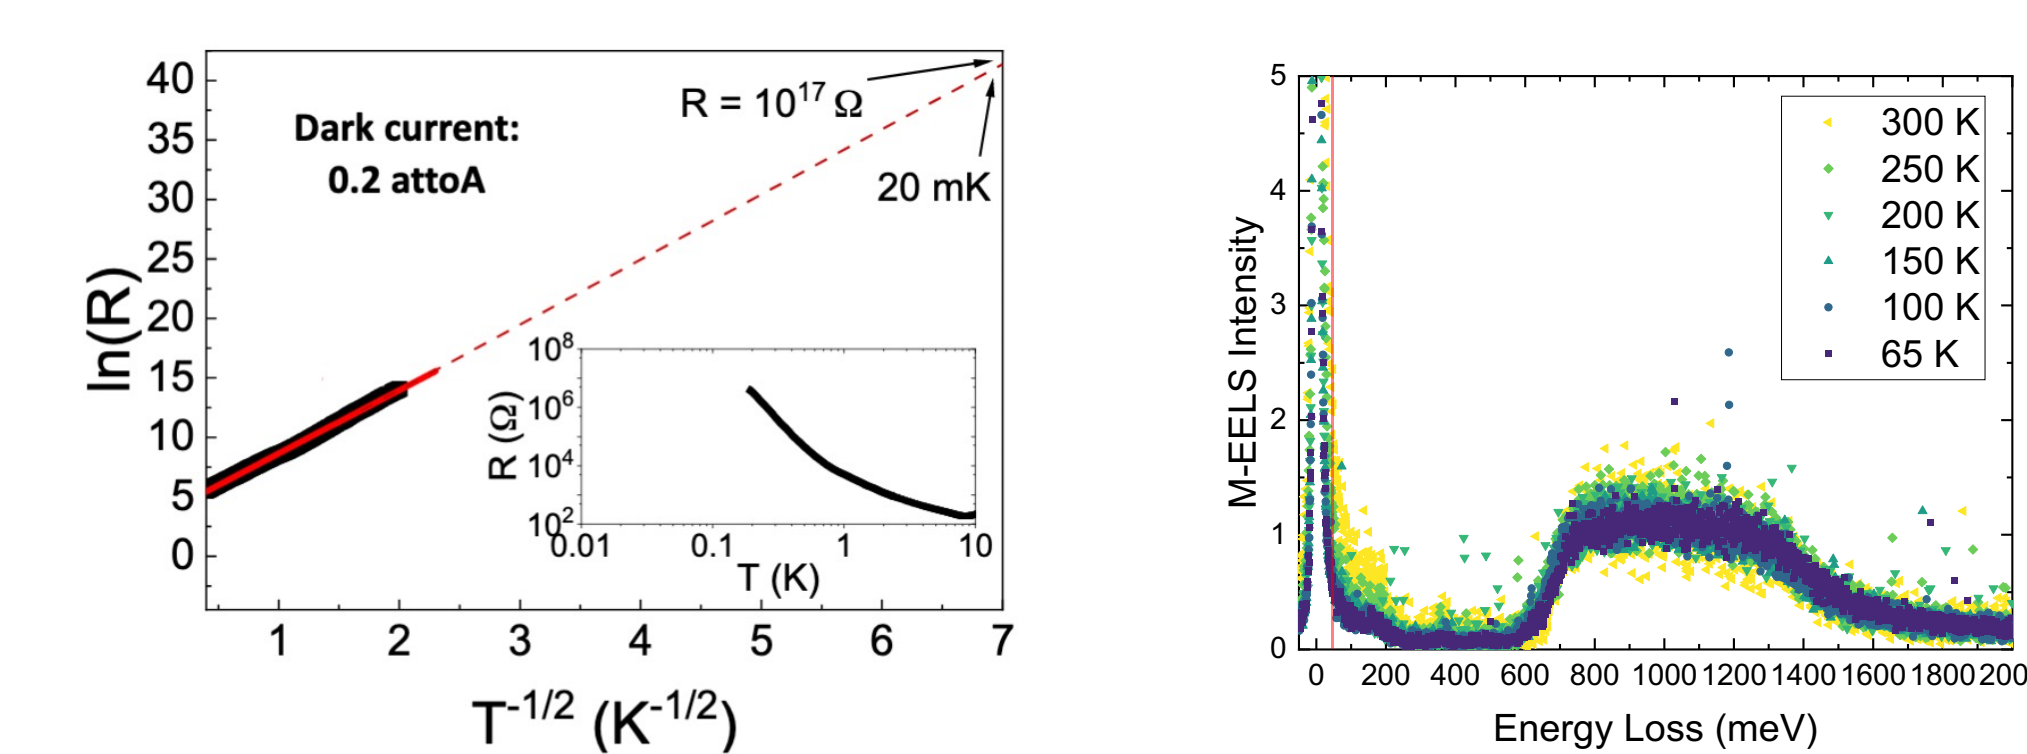 40
35
30
25
20
15
10
5
0
ln(R)
Dark current:
0.2 attoA
R = 10¹⁷ Ω
20 mK
10⁸
10⁶
10⁴
10²
R (Ω)
0.01 0.1 1 10
T (K)
1 2 3 4 5 6 7
T⁻¹/² (K⁻¹/²)
5
4
3
2
1
0
M-EELS Intensity
300 K
250 K
200 K
150 K
100 K
65 K
0 200 400 600 800 1000 1200 1400 1600 1800 200
Energy Loss (meV)